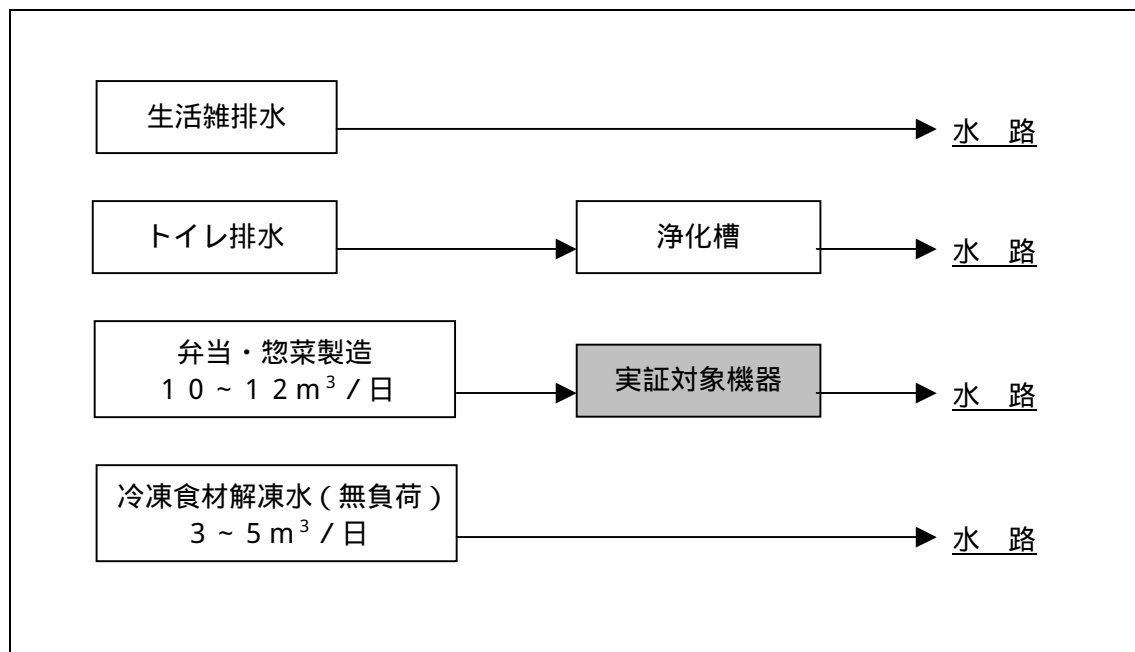 生活雑排水
水 路
トイレ排水
浄化槽
水 路
弁当・惣菜製造
10~12m³/日
実証対象機器
水 路
冷凍食材解凍水(無負荷)
3~5m³/日
水 路